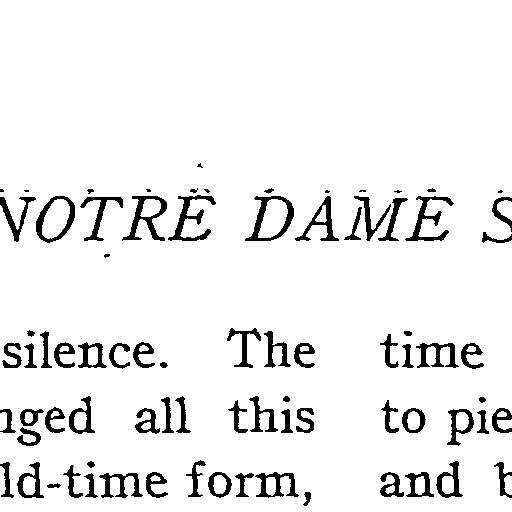 NOTRE DAME S
silence. The
nged all this
ld-time form,
time
to pie
and b